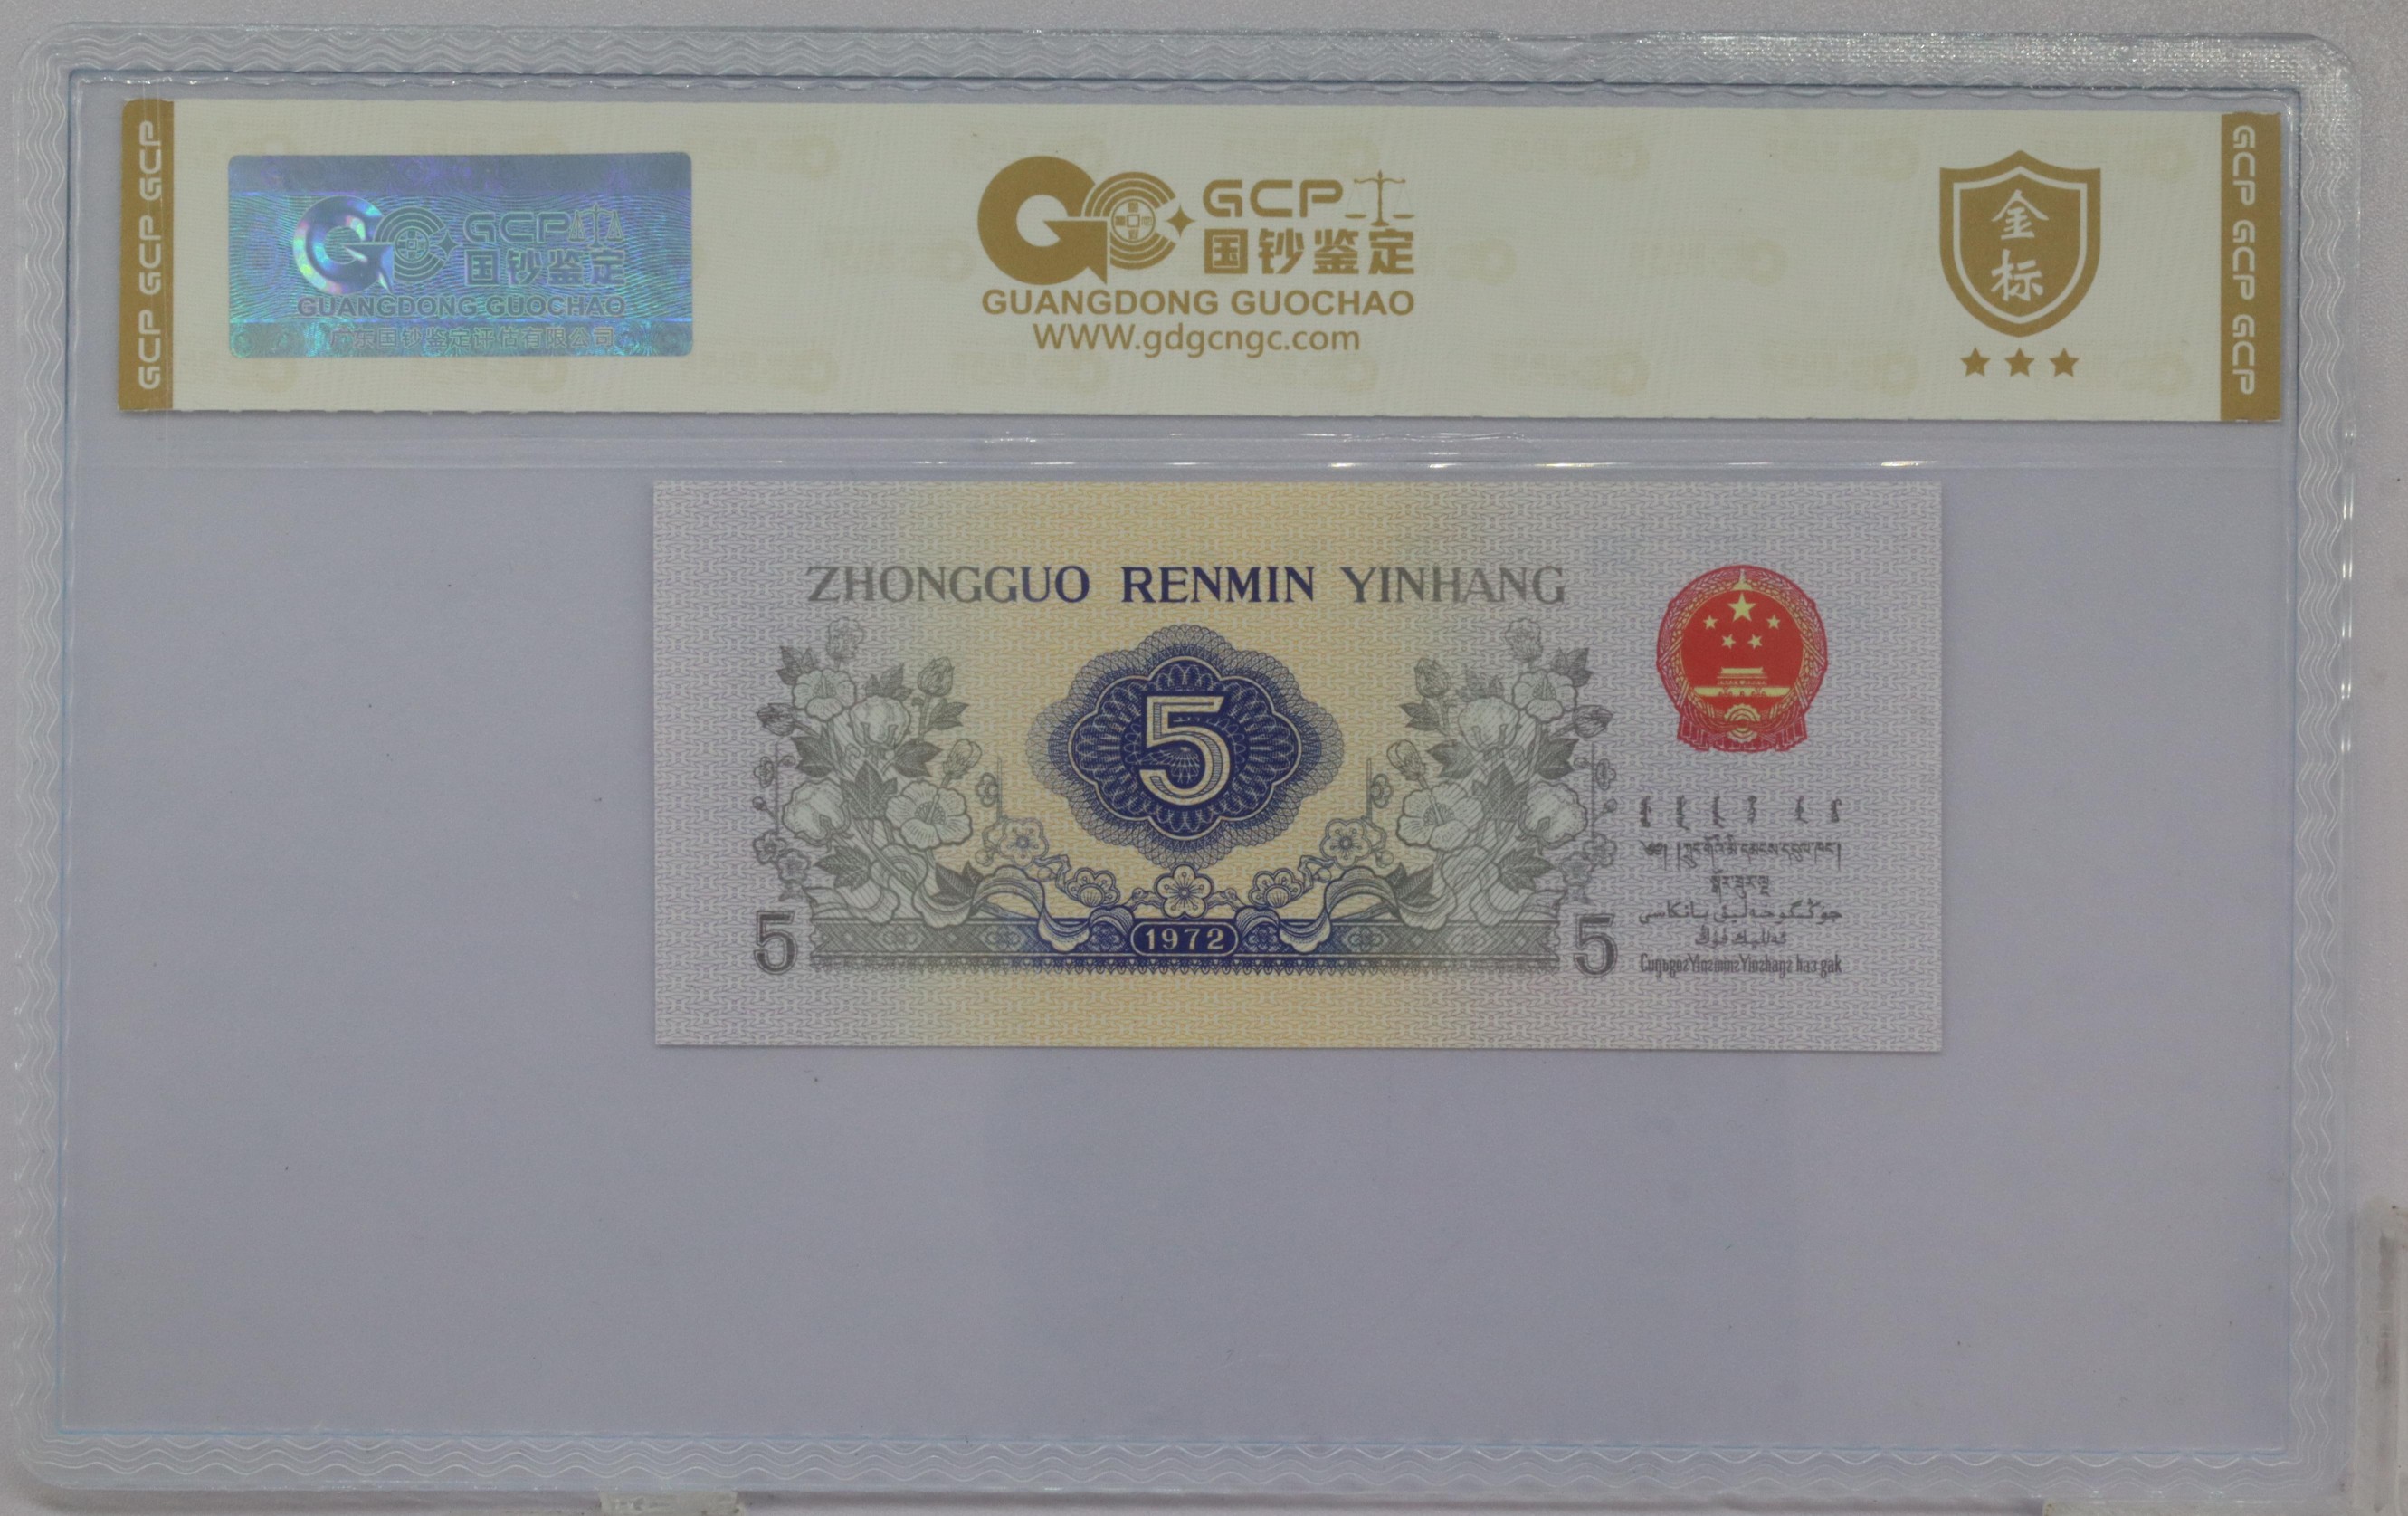 GCP GCP GCP
GCP
国钞鉴定
GUANGDONG GUOCHAO
广东国钞鉴定评估有限公司
GCP
国钞鉴定
GUANGDONG GUOCHAO
WWW.gdgcngc.com
金
标
GCP GCP GCP
ZHONGGUO RENMIN YINHANG
5
1972
5
5